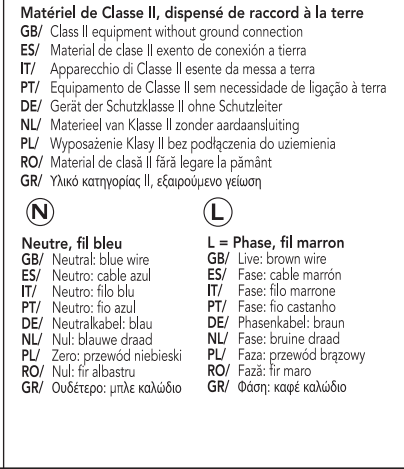 Matériel de Classe II, dispensé de raccord à la terre
GB/ Class II equipment without ground connection
ES/ Material de clase II exento de conexión a tierra
IT/ Apparecchio di Classe II esente da messa a terra
PT/ Equipamento de Classe II sem necessidade de ligação à terra
DE/ Gerät der Schutzklasse II ohne Schutzleiter
NL/ Materieel van Klasse II zonder aardaansluiting
PL/ Wyposażenie Klasy II bez podłączenia do uziemienia
RO/ Material de clasă II fără legare la pământ
GR/ Υλικό κατηγορίας II, εξαιρούμενο γείωση
N
Neutre, fil bleu
GB/ Neutral: blue wire
ES/ Neutro: cable azul
IT/ Neutro: filo blu
PT/ Neutro: fio azul
DE/ Neutralkabel: blau
NL/ Nul: blauwe draad
PL/ Zero: przewód niebieski
RO/ Nul: fir albastru
GR/ Ουδέτερο: μπλε καλώδιο
L
L = Phase, fil marron
GB/ Live: brown wire
ES/ Fase: cable marrón
IT/ Fase: filo marrone
PT/ Fase: fio castanho
DE/ Phasenkabel: braun
NL/ Fase: bruine draad
PL/ Faza: przewód brązowy
RO/ Fază: fir maro
GR/ Φάση: καφέ καλώδιο